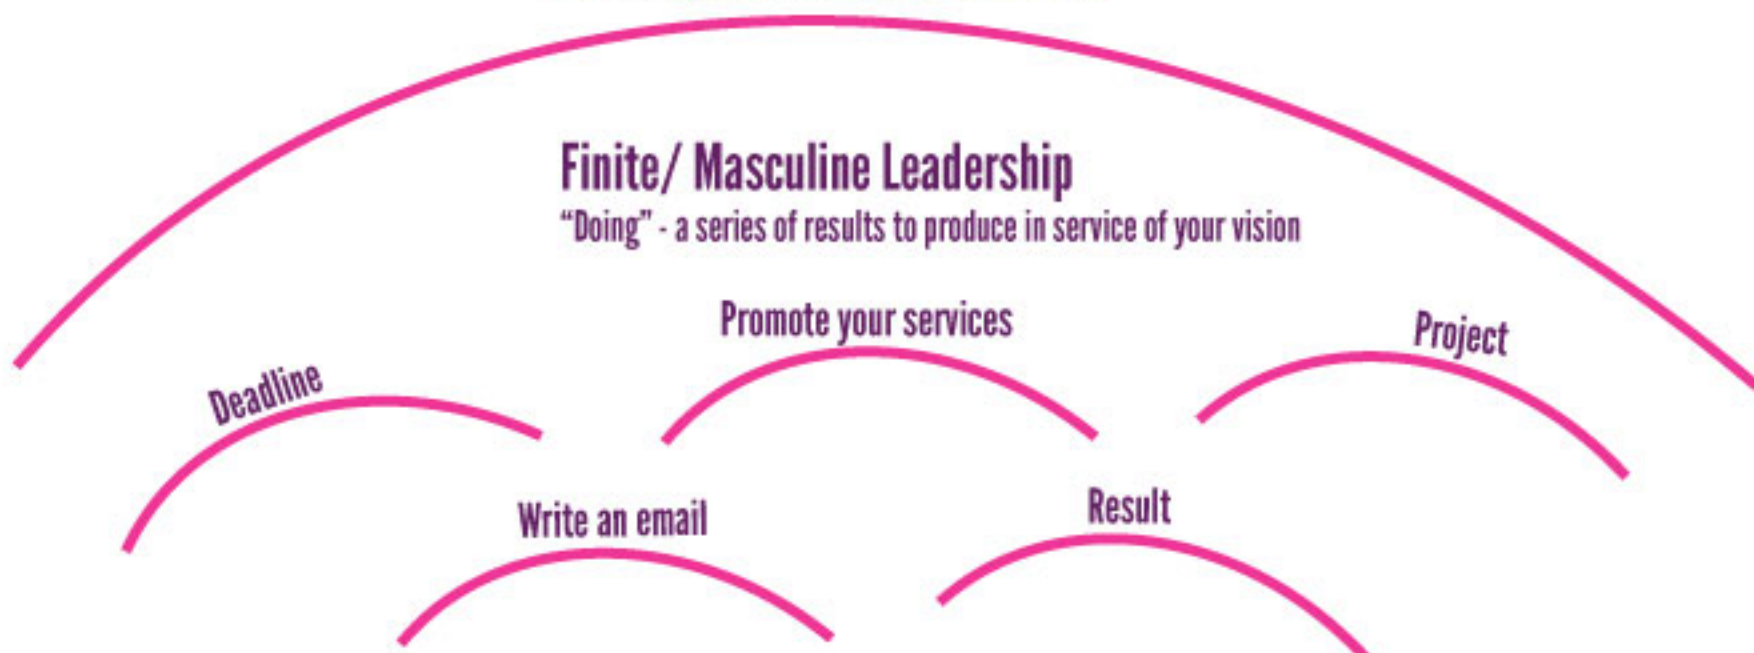 Finite/ Masculine Leadership
“Doing” - a series of results to produce in service of your vision
Promote your services
Project
Deadline
Write an email
Result